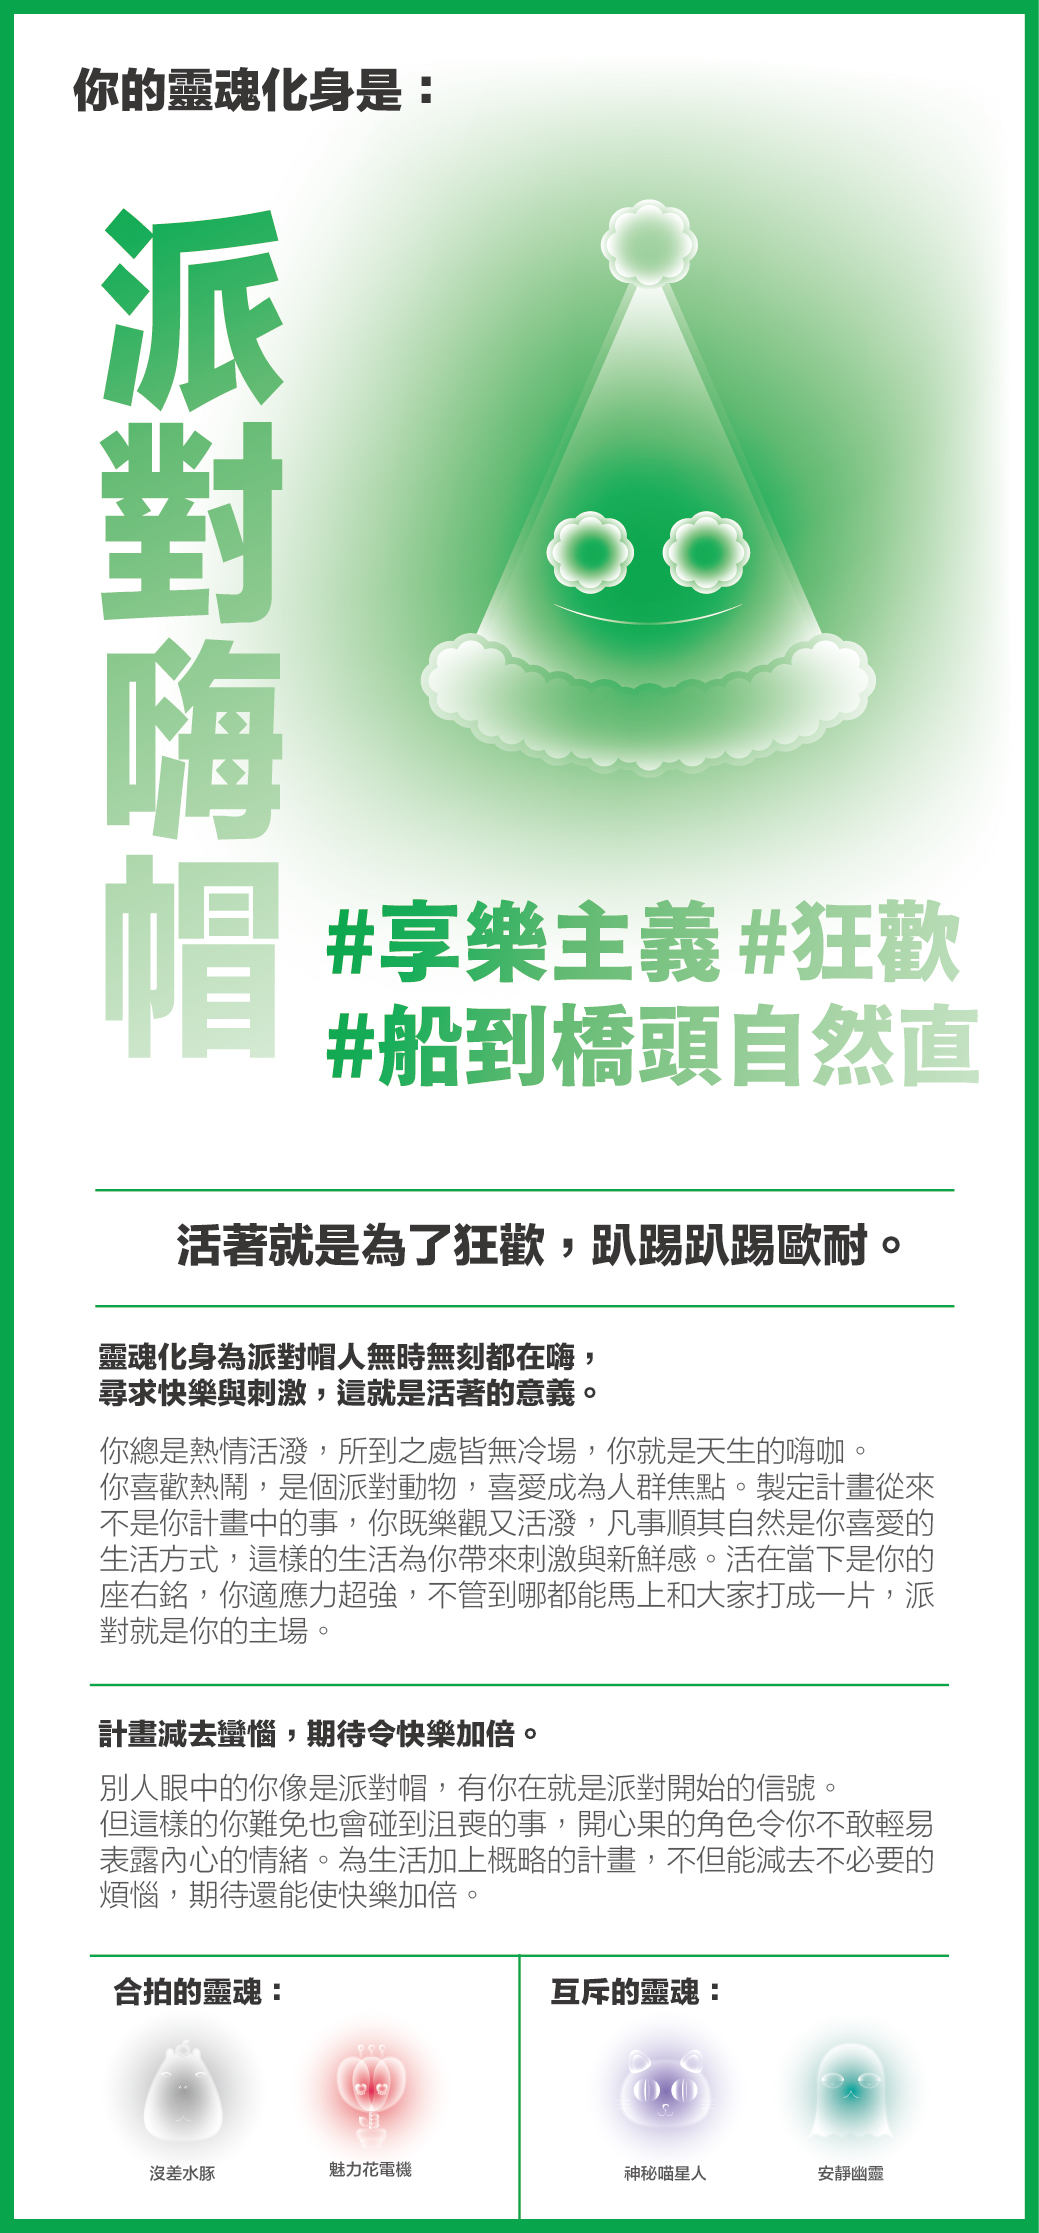 你的靈魂化身是：
派對嗨帽
#享樂主義 #狂歡
#船到橋頭自然直
活著就是為了狂歡，趴踢趴踢歐耐。
靈魂化身為派對帽人無時無刻都在嗨，
尋求快樂與刺激，這就是活著的意義。
你總是熱情活潑，所到之處皆無冷場，你就是天生的嗨咖。
你喜歡熱鬧，是個派對動物，喜愛成為人群焦點。製定計畫從來
不是你計畫中的事，你既樂觀又活潑，凡事順其自然是你喜愛的
生活方式，這樣的生活為你帶來刺激與新鮮感。活在當下是你的
座右銘，你適應力超強，不管到哪都能馬上和大家打成一片，派
對就是你的主場。
計畫減去蠻惱，期待令快樂加倍。
別人眼中的你像是派對帽，有你在就是派對開始的信號。
但這樣的你難免也會碰到沮喪的事，開心果的角色令你不敢輕易
表露內心的情緒。為生活加上概略的計畫，不但能減去不必要的
煩惱，期待還能使快樂加倍。
合拍的靈魂：
互斥的靈魂：
沒差水豚
魅力花電機
神秘喵星人
安靜幽靈